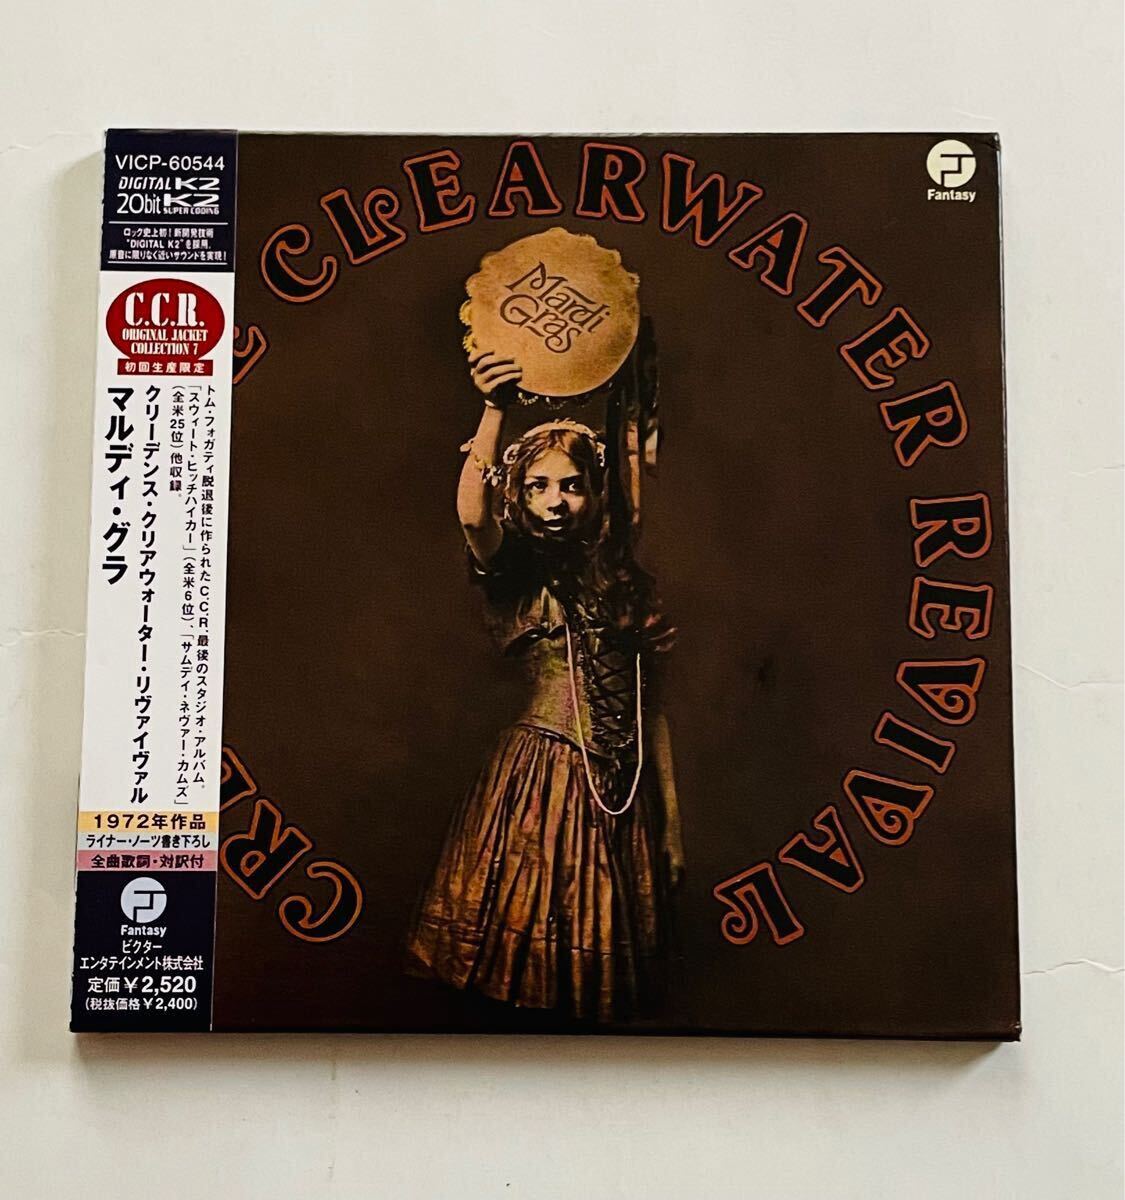 VICP-60544
DIGITAL K2
20bit K2
SUPER CODING
ロック史上初！新開発技術
"DIGITAL K2"を採用。
原音に限りなく近いサウンドを実現！
C.C.R.
ORIGINAL JACKET
COLLECTION 7
初回生産限定
トム・フォガティ脱退後に作られたC.C.R.最後のスタジオ・アルバム。
「スウィート・ヒッチハイカー」(全米6位)、「サムデイ・ネヴァー・カムズ」
(全米25位)他収録。
クリーデンス・クリアウォーター・リヴァイヴァル
マルディ・グラ
1972年作品
ライナー・ノーツ書き下ろし
全曲歌詞・対訳付
Fantasy
ビクター
エンタテインメント株式会社
定価￥2,520
(税抜価格￥2,400)
CRE
E CLEARWATER REVIVAL
Mardi
Gras
Fantasy